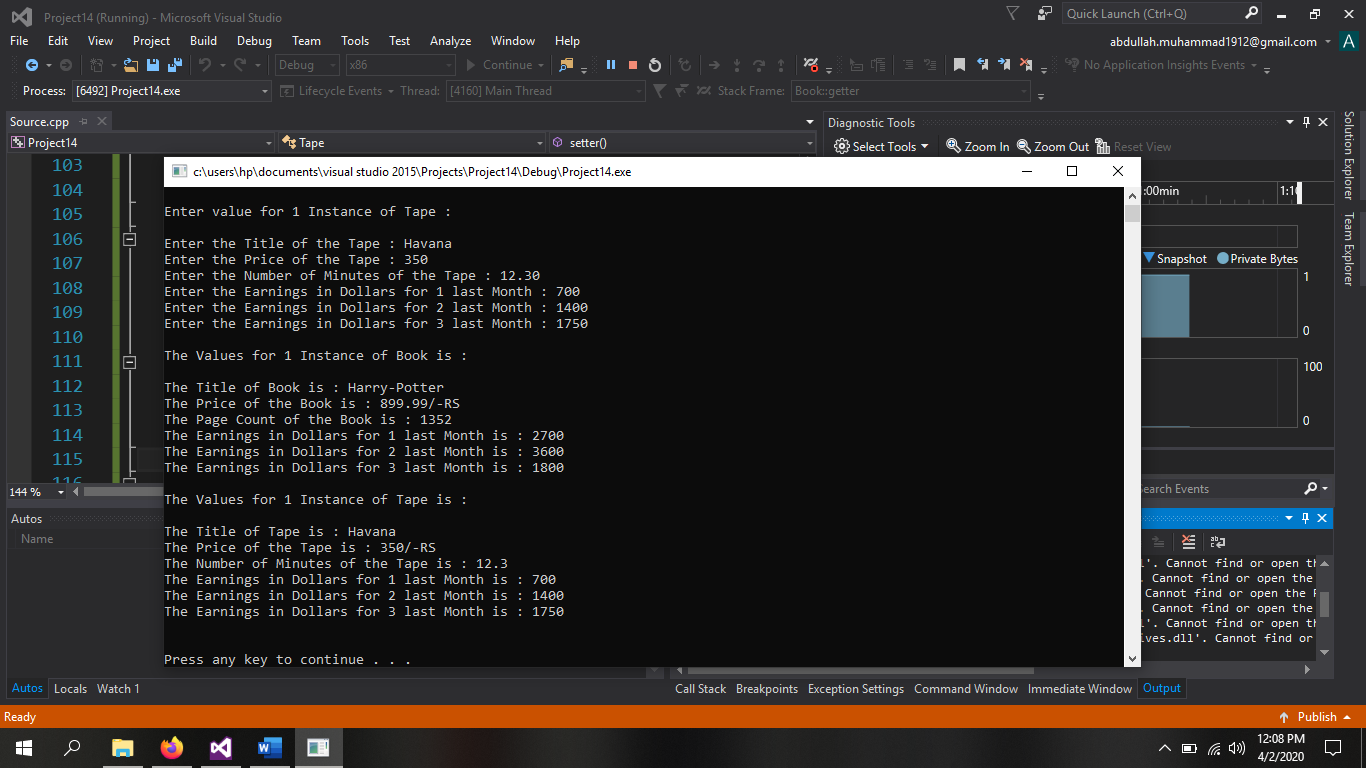 Project14 (Running) - Microsoft Visual Studio
Quick Launch (Ctrl+Q)
File Edit View Project Build Debug Team Tools Test Analyze Window Help
abdullah.muhammad1912@gmail.com A
Debug x86 Continue No Application Insights Events
Process: [6492] Project14.exe Lifecycle Events Thread: [4160] Main Thread Stack Frame: Book::getter
Source.cpp
Project14 Tape setter()
103
104
105
106
107
108
109
110
111
112
113
114
115
116
144 %
Diagnostic Tools
Select Tools Zoom In Zoom Out Reset View
:00min
Snapshot Private Bytes
1
0
100
0
Solution Explorer
Team Explorer
c:\users\hp\documents\visual studio 2015\Projects\Project14\Debug\Project14.exe
Enter value for 1 Instance of Tape :
Enter the Title of the Tape : Havana
Enter the Price of the Tape : 350
Enter the Number of Minutes of the Tape : 12.30
Enter the Earnings in Dollars for 1 last Month : 700
Enter the Earnings in Dollars for 2 last Month : 1400
Enter the Earnings in Dollars for 3 last Month : 1750
The Values for 1 Instance of Book is :
The Title of Book is : Harry-Potter
The Price of the Book is : 899.99/-RS
The Page Count of the Book is : 1352
The Earnings in Dollars for 1 last Month is : 2700
The Earnings in Dollars for 2 last Month is : 3600
The Earnings in Dollars for 3 last Month is : 1800
The Values for 1 Instance of Tape is :
The Title of Tape is : Havana
The Price of the Tape is : 350/-RS
The Number of Minutes of the Tape is : 12.3
The Earnings in Dollars for 1 last Month is : 700
The Earnings in Dollars for 2 last Month is : 1400
The Earnings in Dollars for 3 last Month is : 1750
Press any key to continue . . .
earch Events
Autos
Name
'. Cannot find or open th
. Cannot find or open the
Cannot find or open the P
. Cannot find or open the
'. Cannot find or open th
ives.dll'. Cannot find or
Autos Locals Watch 1
Call Stack Breakpoints Exception Settings Command Window Immediate Window Output
Ready
Publish
12:08 PM
4/2/2020